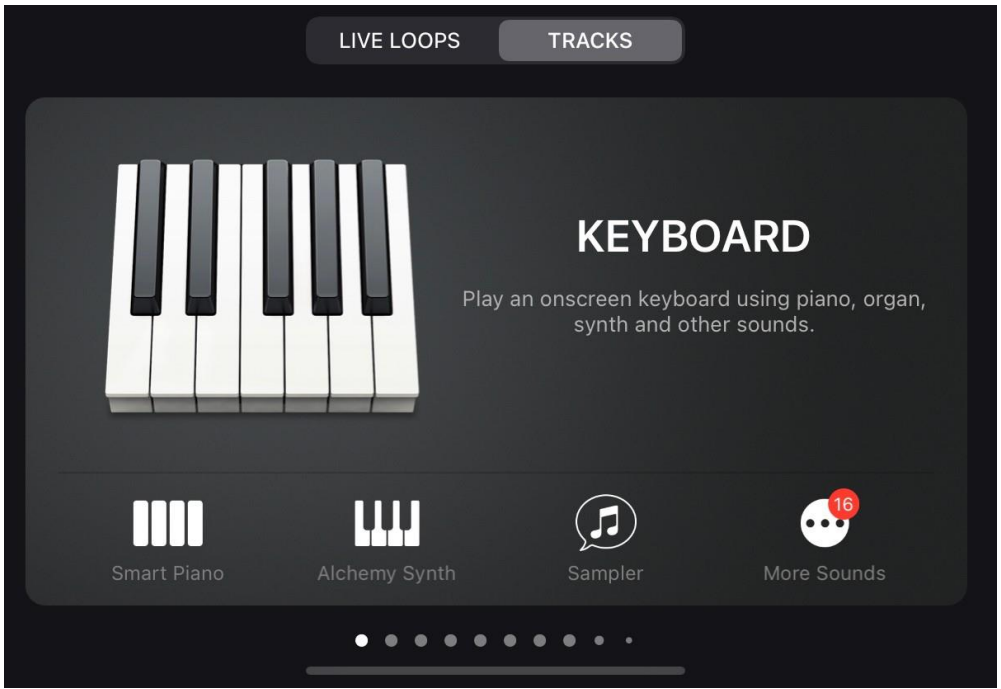 LIVE LOOPS TRACKS
KEYBOARD
Play an onscreen keyboard using piano, organ,
synth and other sounds.
16
Smart Piano Alchemy Synth Sampler More Sounds